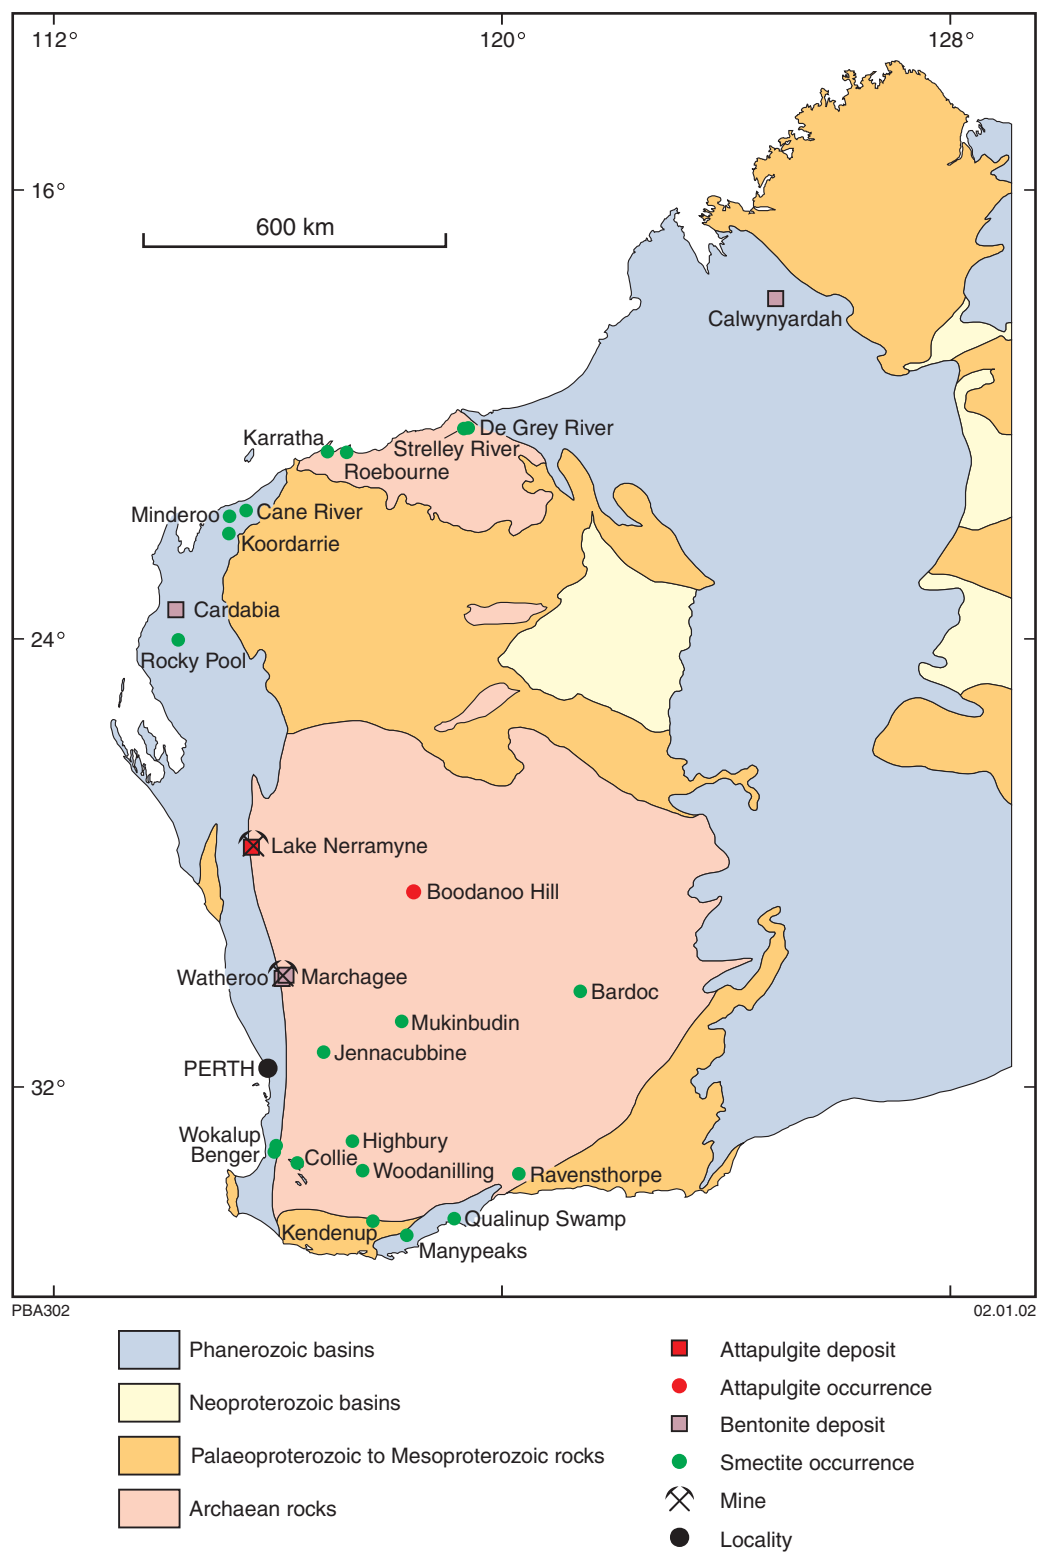 112°
120°
128°
16°
600 km
Calwynyardah
De Grey River
Karratha
Strelley River
Roebourne
Cane River
Minderoo
Koordarrie
Cardabia
24°
Rocky Pool
Lake Nerramyne
Boodanoo Hill
Watheroo
Marchagee
Bardoc
Mukinbudin
Jennacubbine
PERTH
32°
Wokalup
Highbury
Benger
Collie
Woodanilling
Ravensthorpe
Qualinup Swamp
Kendenup
Manypeaks
PBA302
02.01.02
Phanerozoic basins
Neoproterozoic basins
Palaeoproterozoic to Mesoproterozoic rocks
Archaean rocks
Attapulgite deposit
Attapulgite occurrence
Bentonite deposit
Smectite occurrence
Mine
Locality